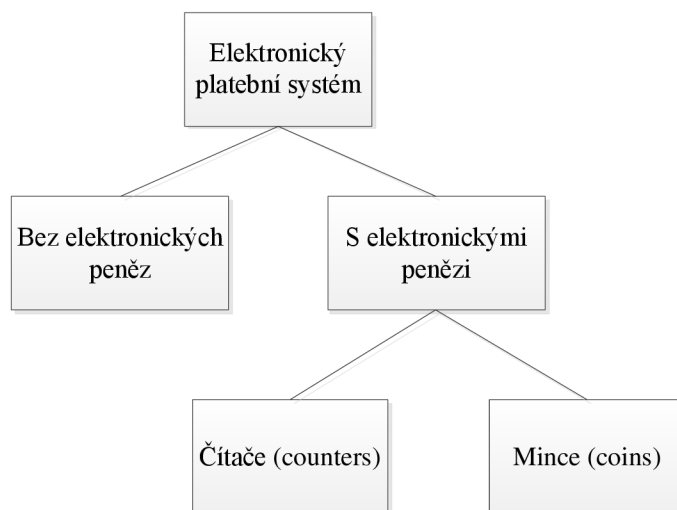 Elektronický
platební systém
Bez elektronických
peněz
S elektronickými
penězi
Čítače (counters)
Mince (coins)